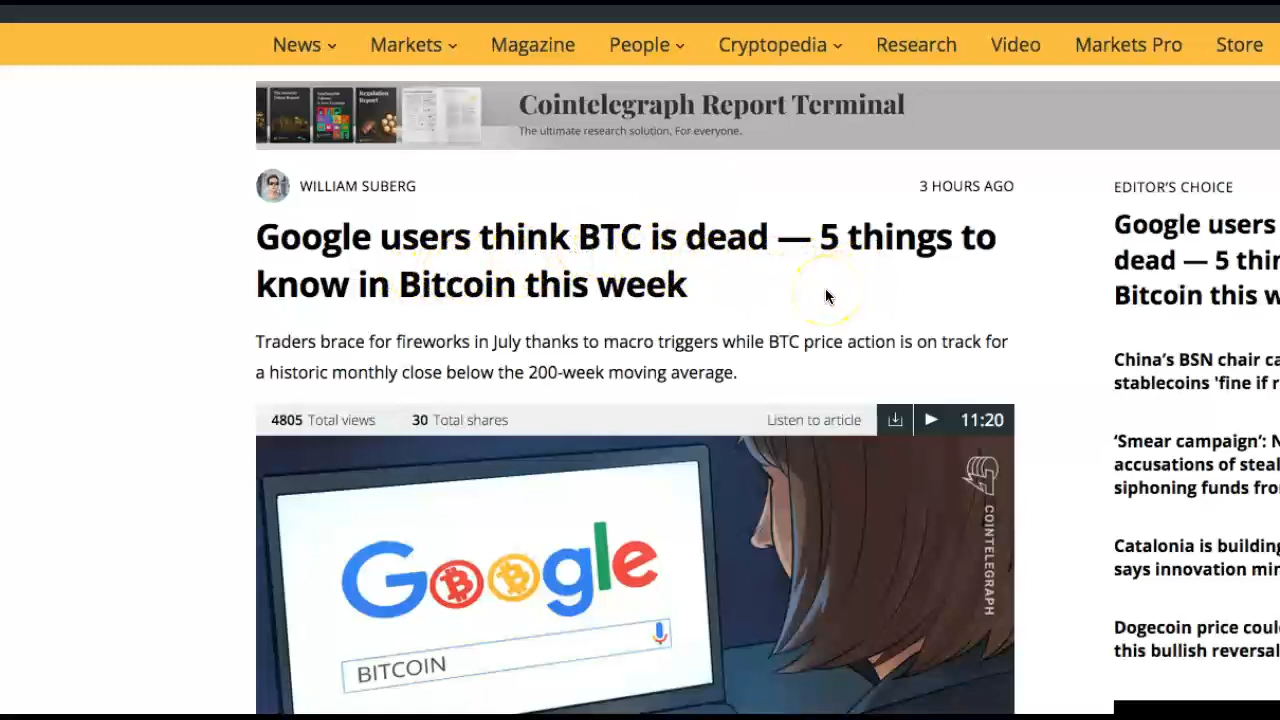 News Markets Magazine People Cryptopedia Research Video Markets Pro Store
Cointelegraph Report Terminal
The ultimate research solution. For everyone.
WILLIAM SUBERG
3 HOURS AGO
Google users think BTC is dead — 5 things to
know in Bitcoin this week
Traders brace for fireworks in July thanks to macro triggers while BTC price action is on track for
a historic monthly close below the 200-week moving average.
4805 Total views 30 Total shares Listen to article 11:20
Google
BITCOIN
COINTELEGRAPH
EDITOR'S CHOICE
Google users
dead — 5 thin
Bitcoin this w
China's BSN chair ca
stablecoins 'fine if r
'Smear campaign': N
accusations of steal
siphoning funds fro
Catalonia is building
says innovation min
Dogecoin price coul
this bullish reversal